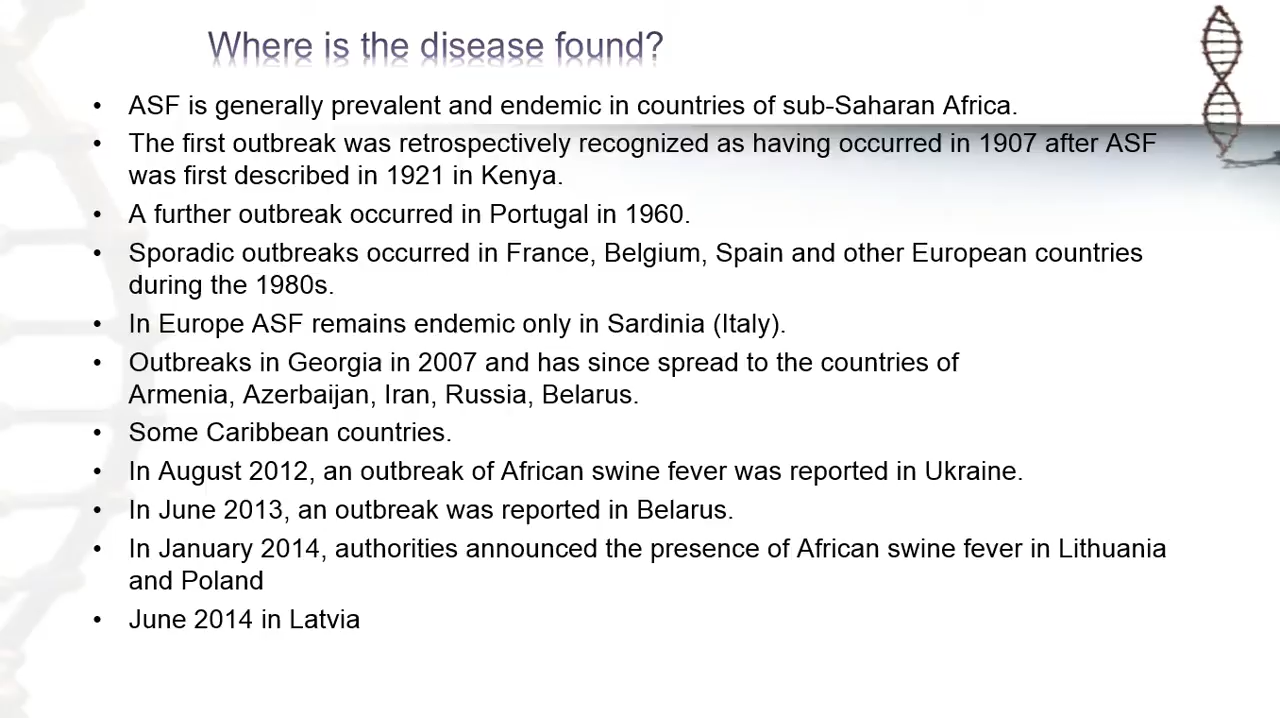 Where is the disease found?
• ASF is generally prevalent and endemic in countries of sub-Saharan Africa.
• The first outbreak was retrospectively recognized as having occurred in 1907 after ASF
was first described in 1921 in Kenya.
• A further outbreak occurred in Portugal in 1960.
• Sporadic outbreaks occurred in France, Belgium, Spain and other European countries
during the 1980s.
• In Europe ASF remains endemic only in Sardinia (Italy).
• Outbreaks in Georgia in 2007 and has since spread to the countries of
Armenia, Azerbaijan, Iran, Russia, Belarus.
• Some Caribbean countries.
• In August 2012, an outbreak of African swine fever was reported in Ukraine.
• In June 2013, an outbreak was reported in Belarus.
• In January 2014, authorities announced the presence of African swine fever in Lithuania
and Poland
• June 2014 in Latvia